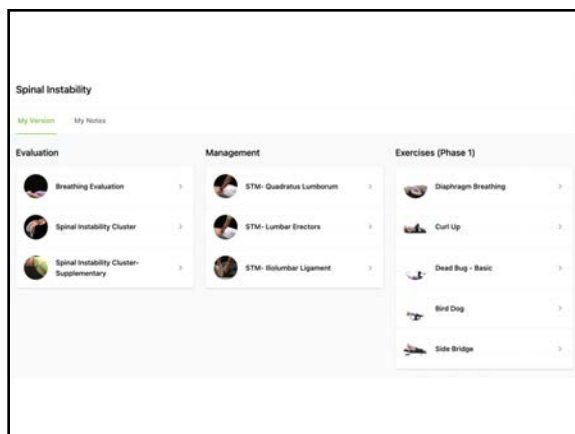 Spinal Instability
My Version My Notes
Evaluation
Breathing Evaluation
Spinal Instability Cluster
Spinal Instability Cluster-
Supplementary
Management
STM- Quadratus Lumborum
STM- Lumbar Erectors
STM- Iliolumbar Ligament
Exercises (Phase 1)
Diaphragm Breathing
Curl Up
Dead Bug - Basic
Bird Dog
Side Bridge